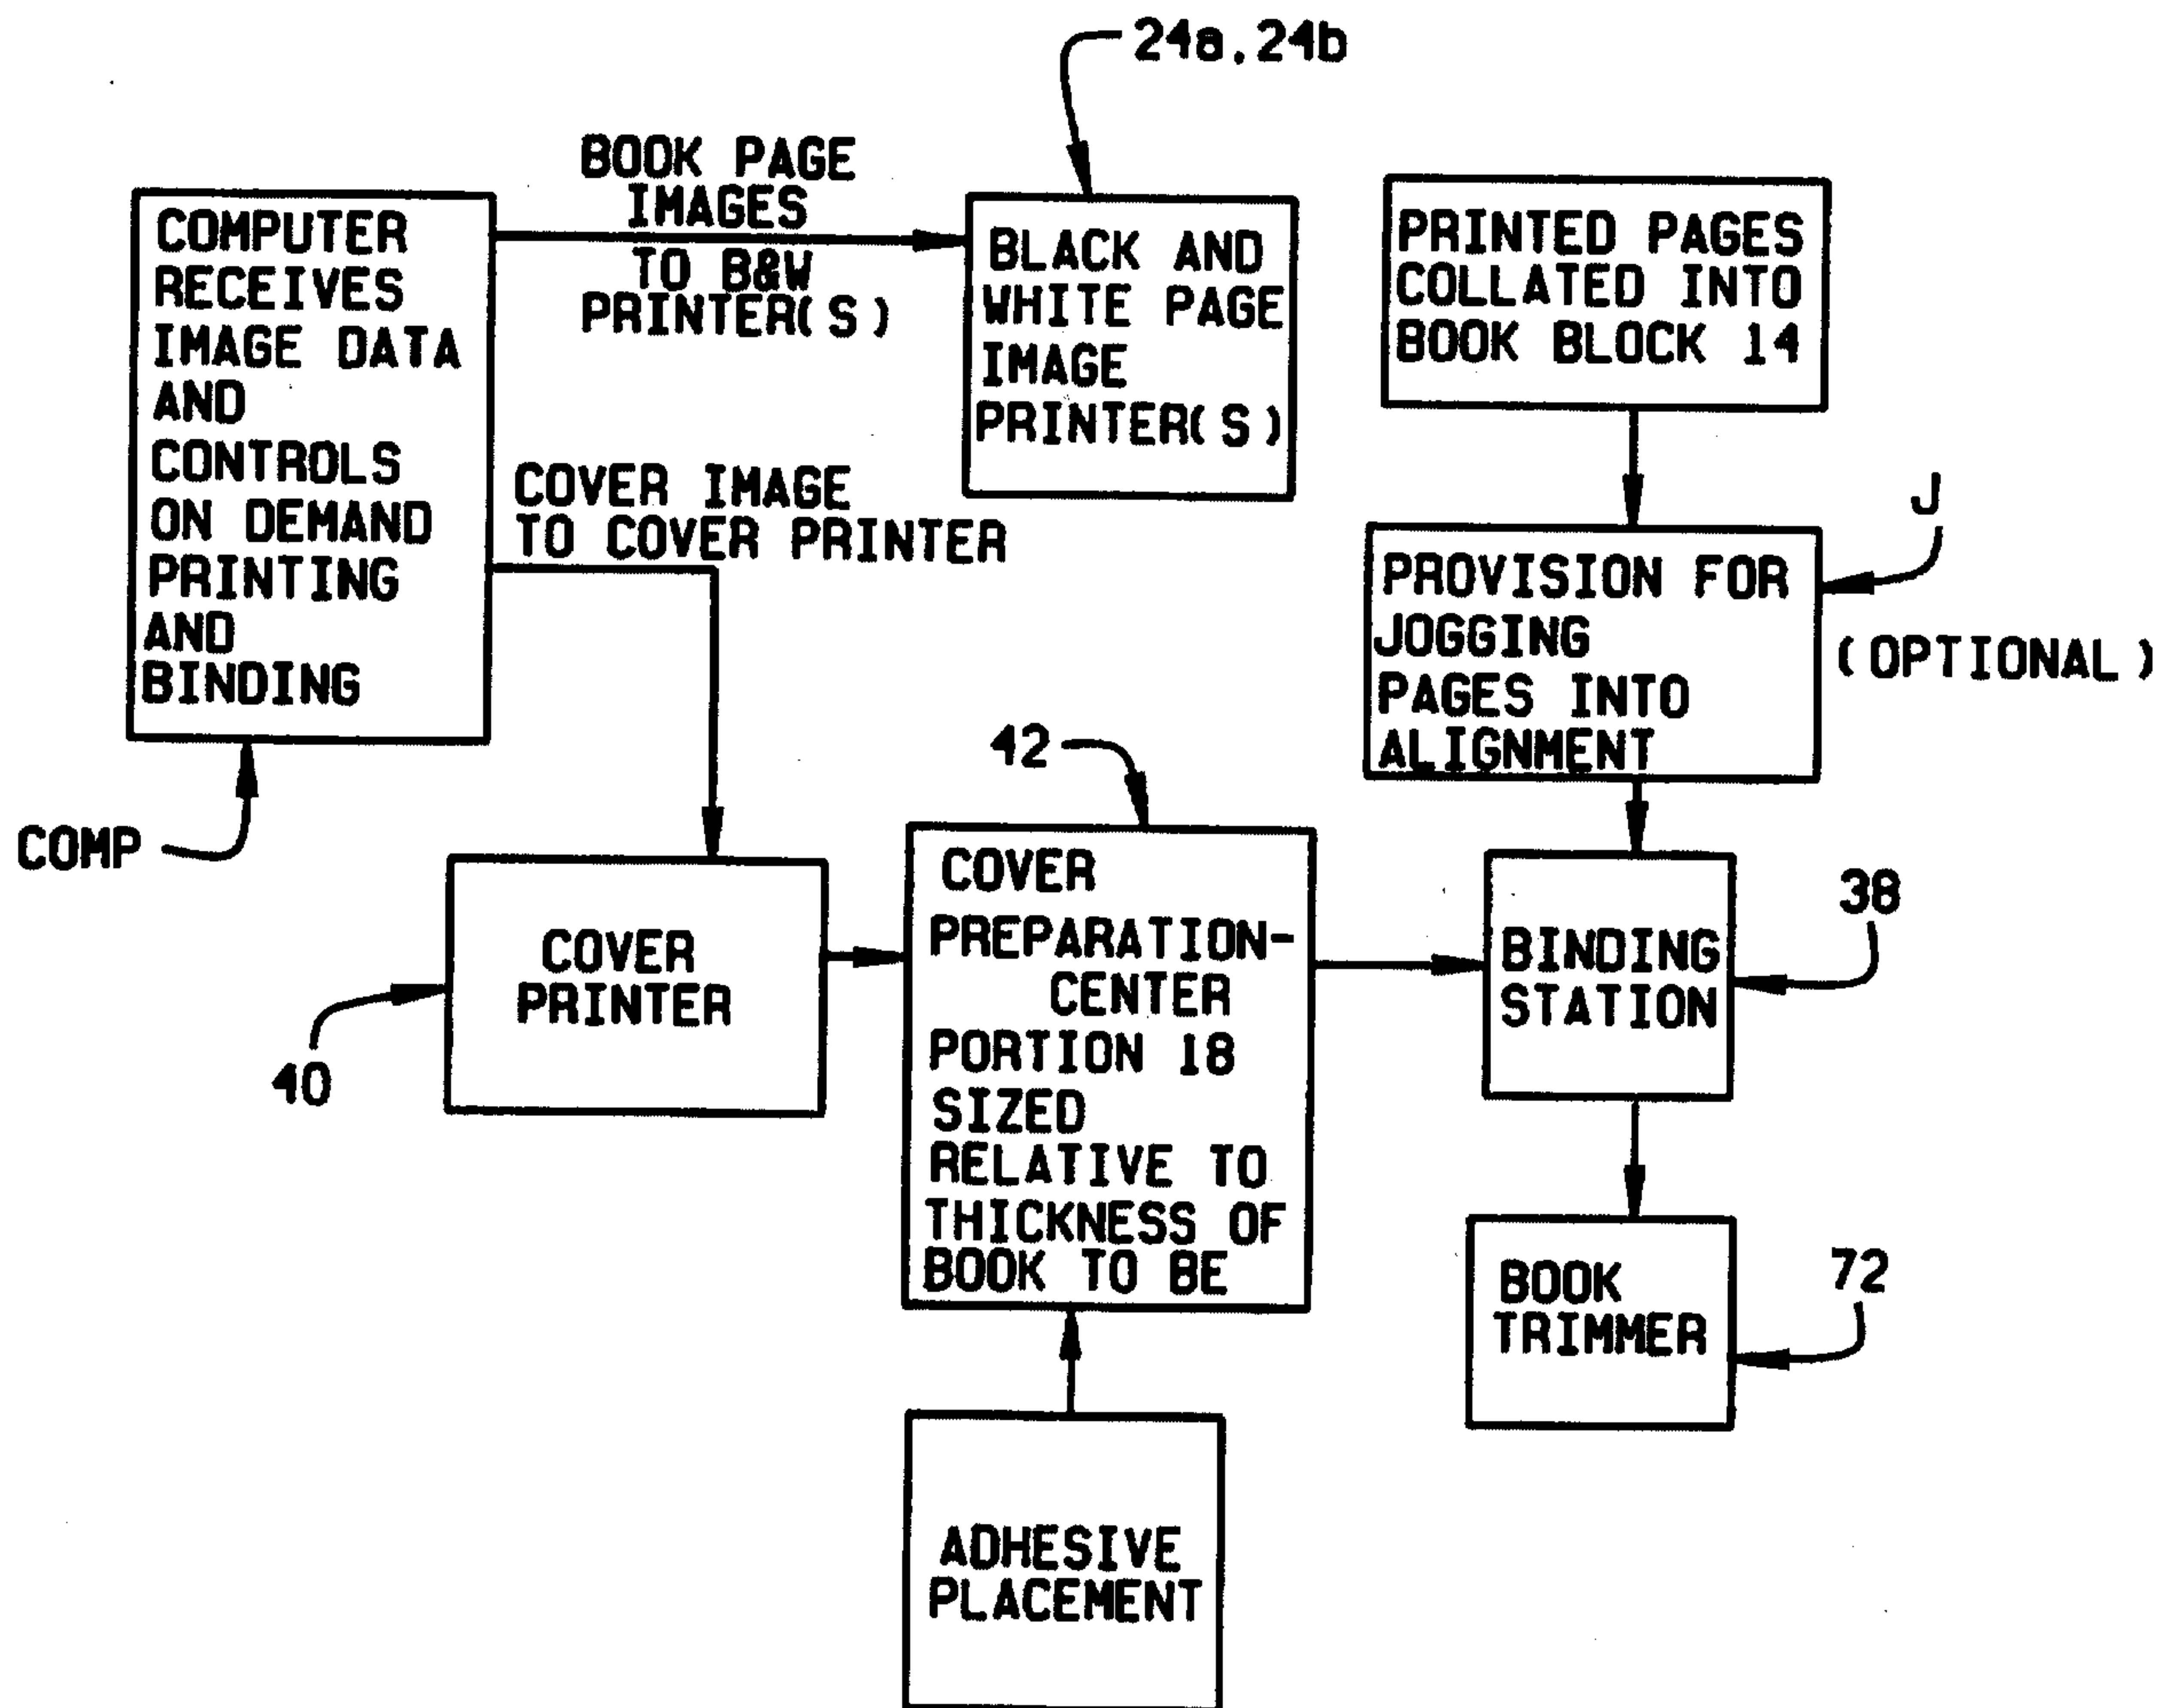 24a.24b
BOOK PAGE
IMAGES
TO B&W
PRINTER(S)
COMPUTER
RECEIVES
IMAGE DATA
AND
CONTROLS
ON DEMAND
PRINTING
AND
BINDING
BLACK AND
WHITE PAGE
IMAGE
PRINTER(S)
PRINTED PAGES
COLLATED INTO
BOOK BLOCK 14
COVER IMAGE
TO COVER PRINTER
J
PROVISION FOR
JOGGING
PAGES INTO
ALIGNMENT
(OPTIONAL)
COMP
42
COVER
PRINTER
40
COVER
PREPARATION-
CENTER
PORTION 18
SIZED
RELATIVE TO
THICKNESS OF
BOOK TO BE
BINDING
STATION
38
BOOK
TRIMMER
72
ADHESIVE
PLACEMENT